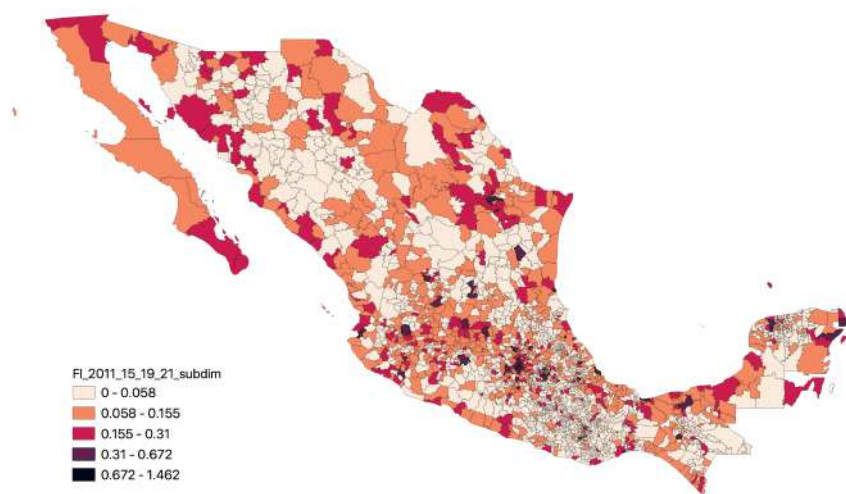 FI_2011_15_19_21_subdim
0 - 0.058
0.058 - 0.155
0.155 - 0.31
0.31 - 0.672
0.672 - 1.462